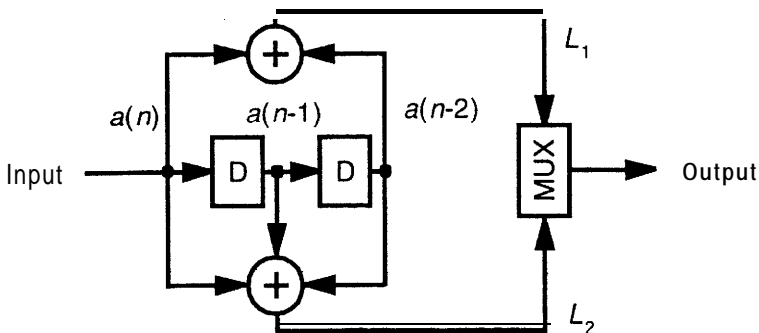 +
L₁
a(n)
a(n-1)
a(n-2)
Input
D
D
MUX
Output
+
L₂